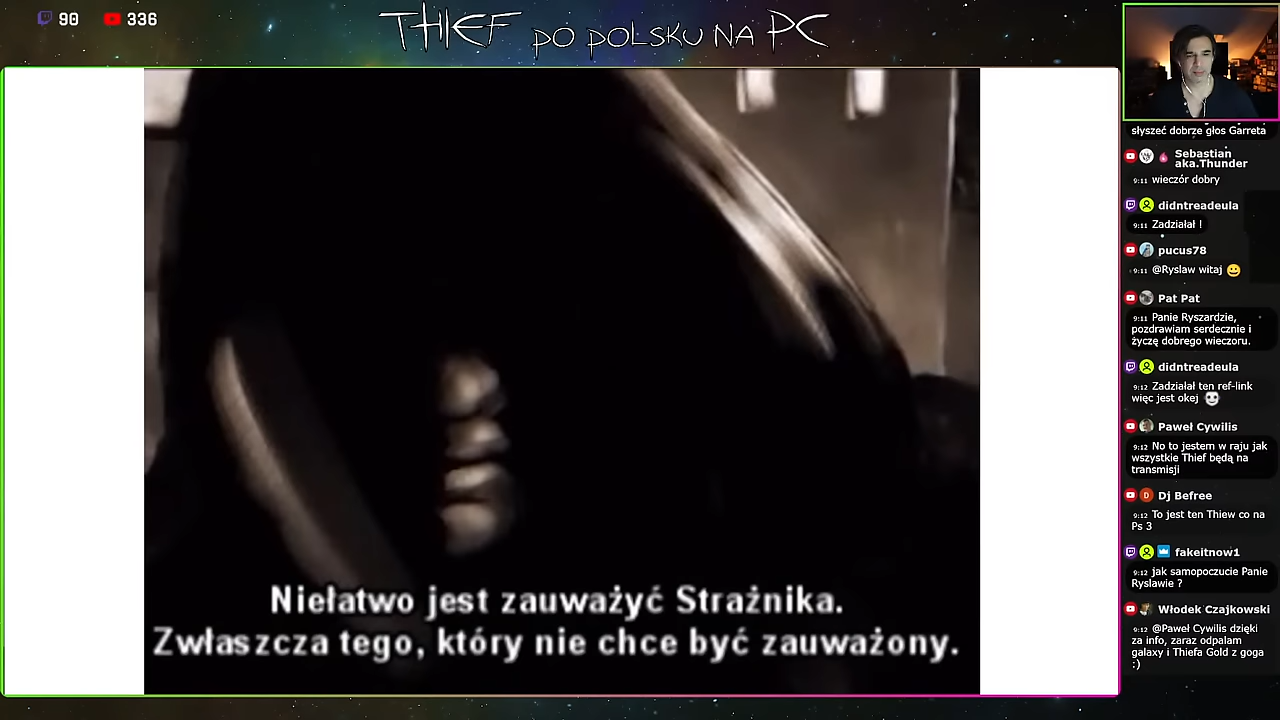 90 336
THIEF PO POLSKU NA PC
słyszeć dobrze głos Garreta
Sebastian
aka.Thunder
9:11 wieczór dobry
didntreadeula
9:11 Zadziałał !
pucus78
9:11 @Ryslaw witaj 😀
Pat Pat
9:11 Panie Ryszardzie,
pozdrawiam serdecznie i
życzę dobrego wieczoru.
didntreadeula
9:12 Zadziałał ten ref-link
więc jest okej
Paweł Cywilis
9:12 No to jestem w raju jak
wszystkie Thief będą na
transmisji
D Dj Befree
9:12 To jest ten Thiew co na
Ps 3
fakeitnow1
9:12 jak samopoczucie Panie
Ryslawie ?
Włodek Czajkowski
9:12 @Paweł Cywilis dzięki
za info, zaraz odpalam
galaxy i Thiefa Gold z goga
:)
Niełatwo jest zauważyć Strażnika.
Zwłaszcza tego, który nie chce być zauważony.